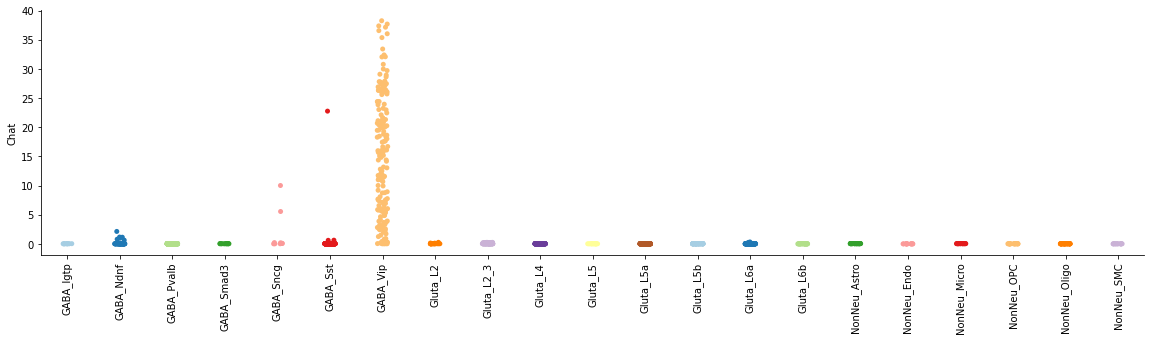 40
35
30
25
20
15
10
5
0
Chat
GABA_Igtp
GABA_Ndnf
GABA_Pvalb
GABA_Smad3
GABA_Sncg
GABA_Sst
GABA_Vip
Gluta_L2
Gluta_L2_3
Gluta_L4
Gluta_L5
Gluta_L5a
Gluta_L5b
Gluta_L6a
Gluta_L6b
NonNeu_Astro
NonNeu_Endo
NonNeu_Micro
NonNeu_OPC
NonNeu_Oligo
NonNeu_SMC